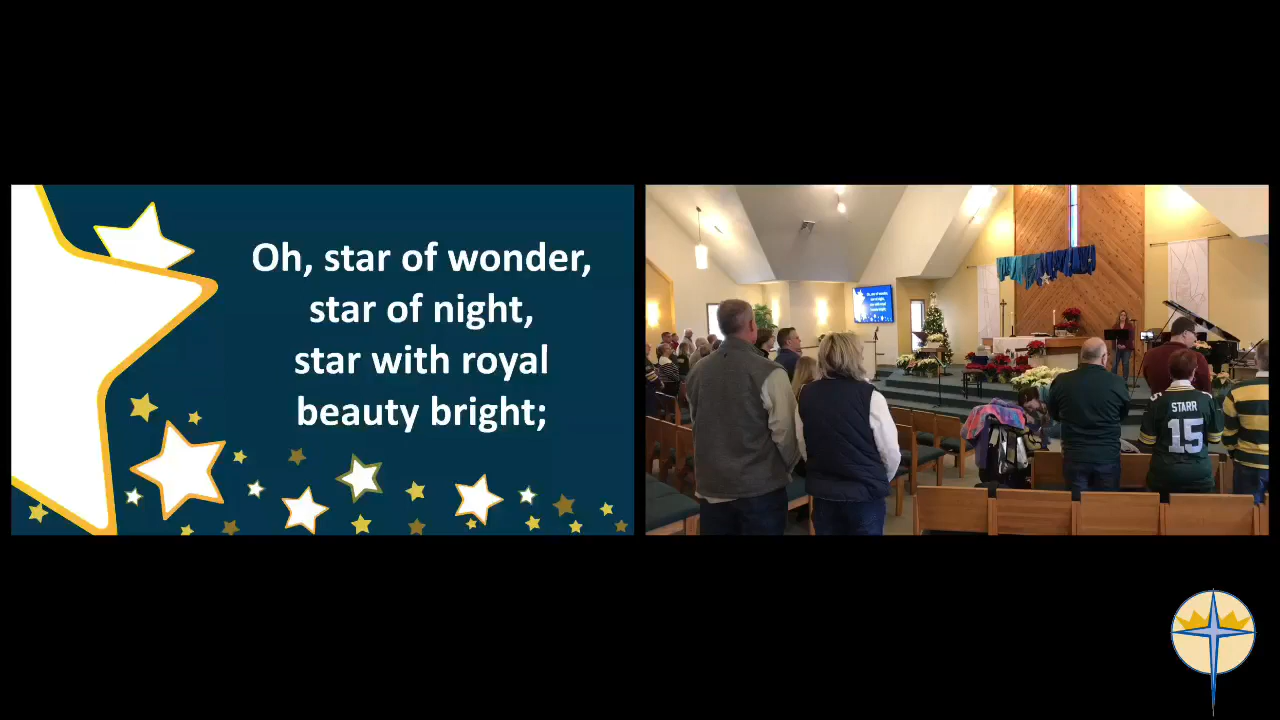 Oh, star of wonder,
star of night,
star with royal
beauty bright;
STARR
15